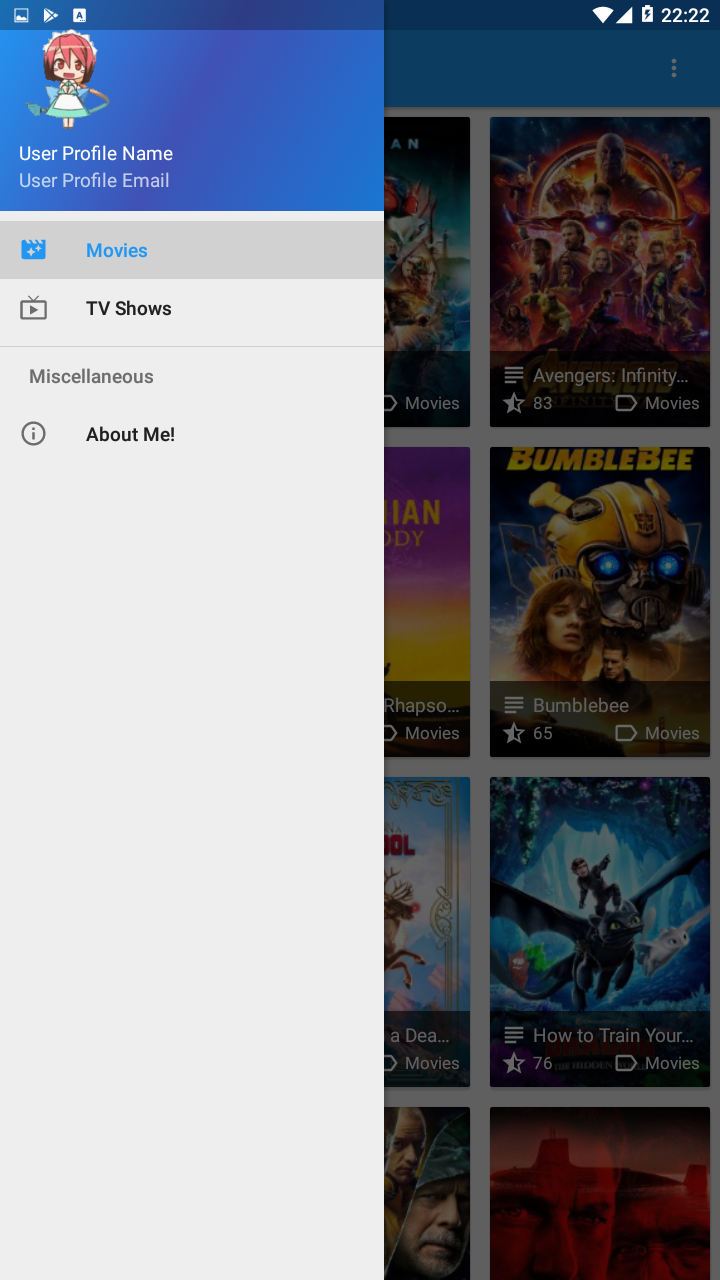 22:22
User Profile Name
User Profile Email
Movies
TV Shows
Miscellaneous
About Me!
AN
Movies
Avengers: Infinity...
83 Movies
IAN
ODY
Rhapso...
Movies
BUMBLEBEE
Bumblebee
65 Movies
OOL
a Dea...
Movies
How to Train Your...
76 Movies